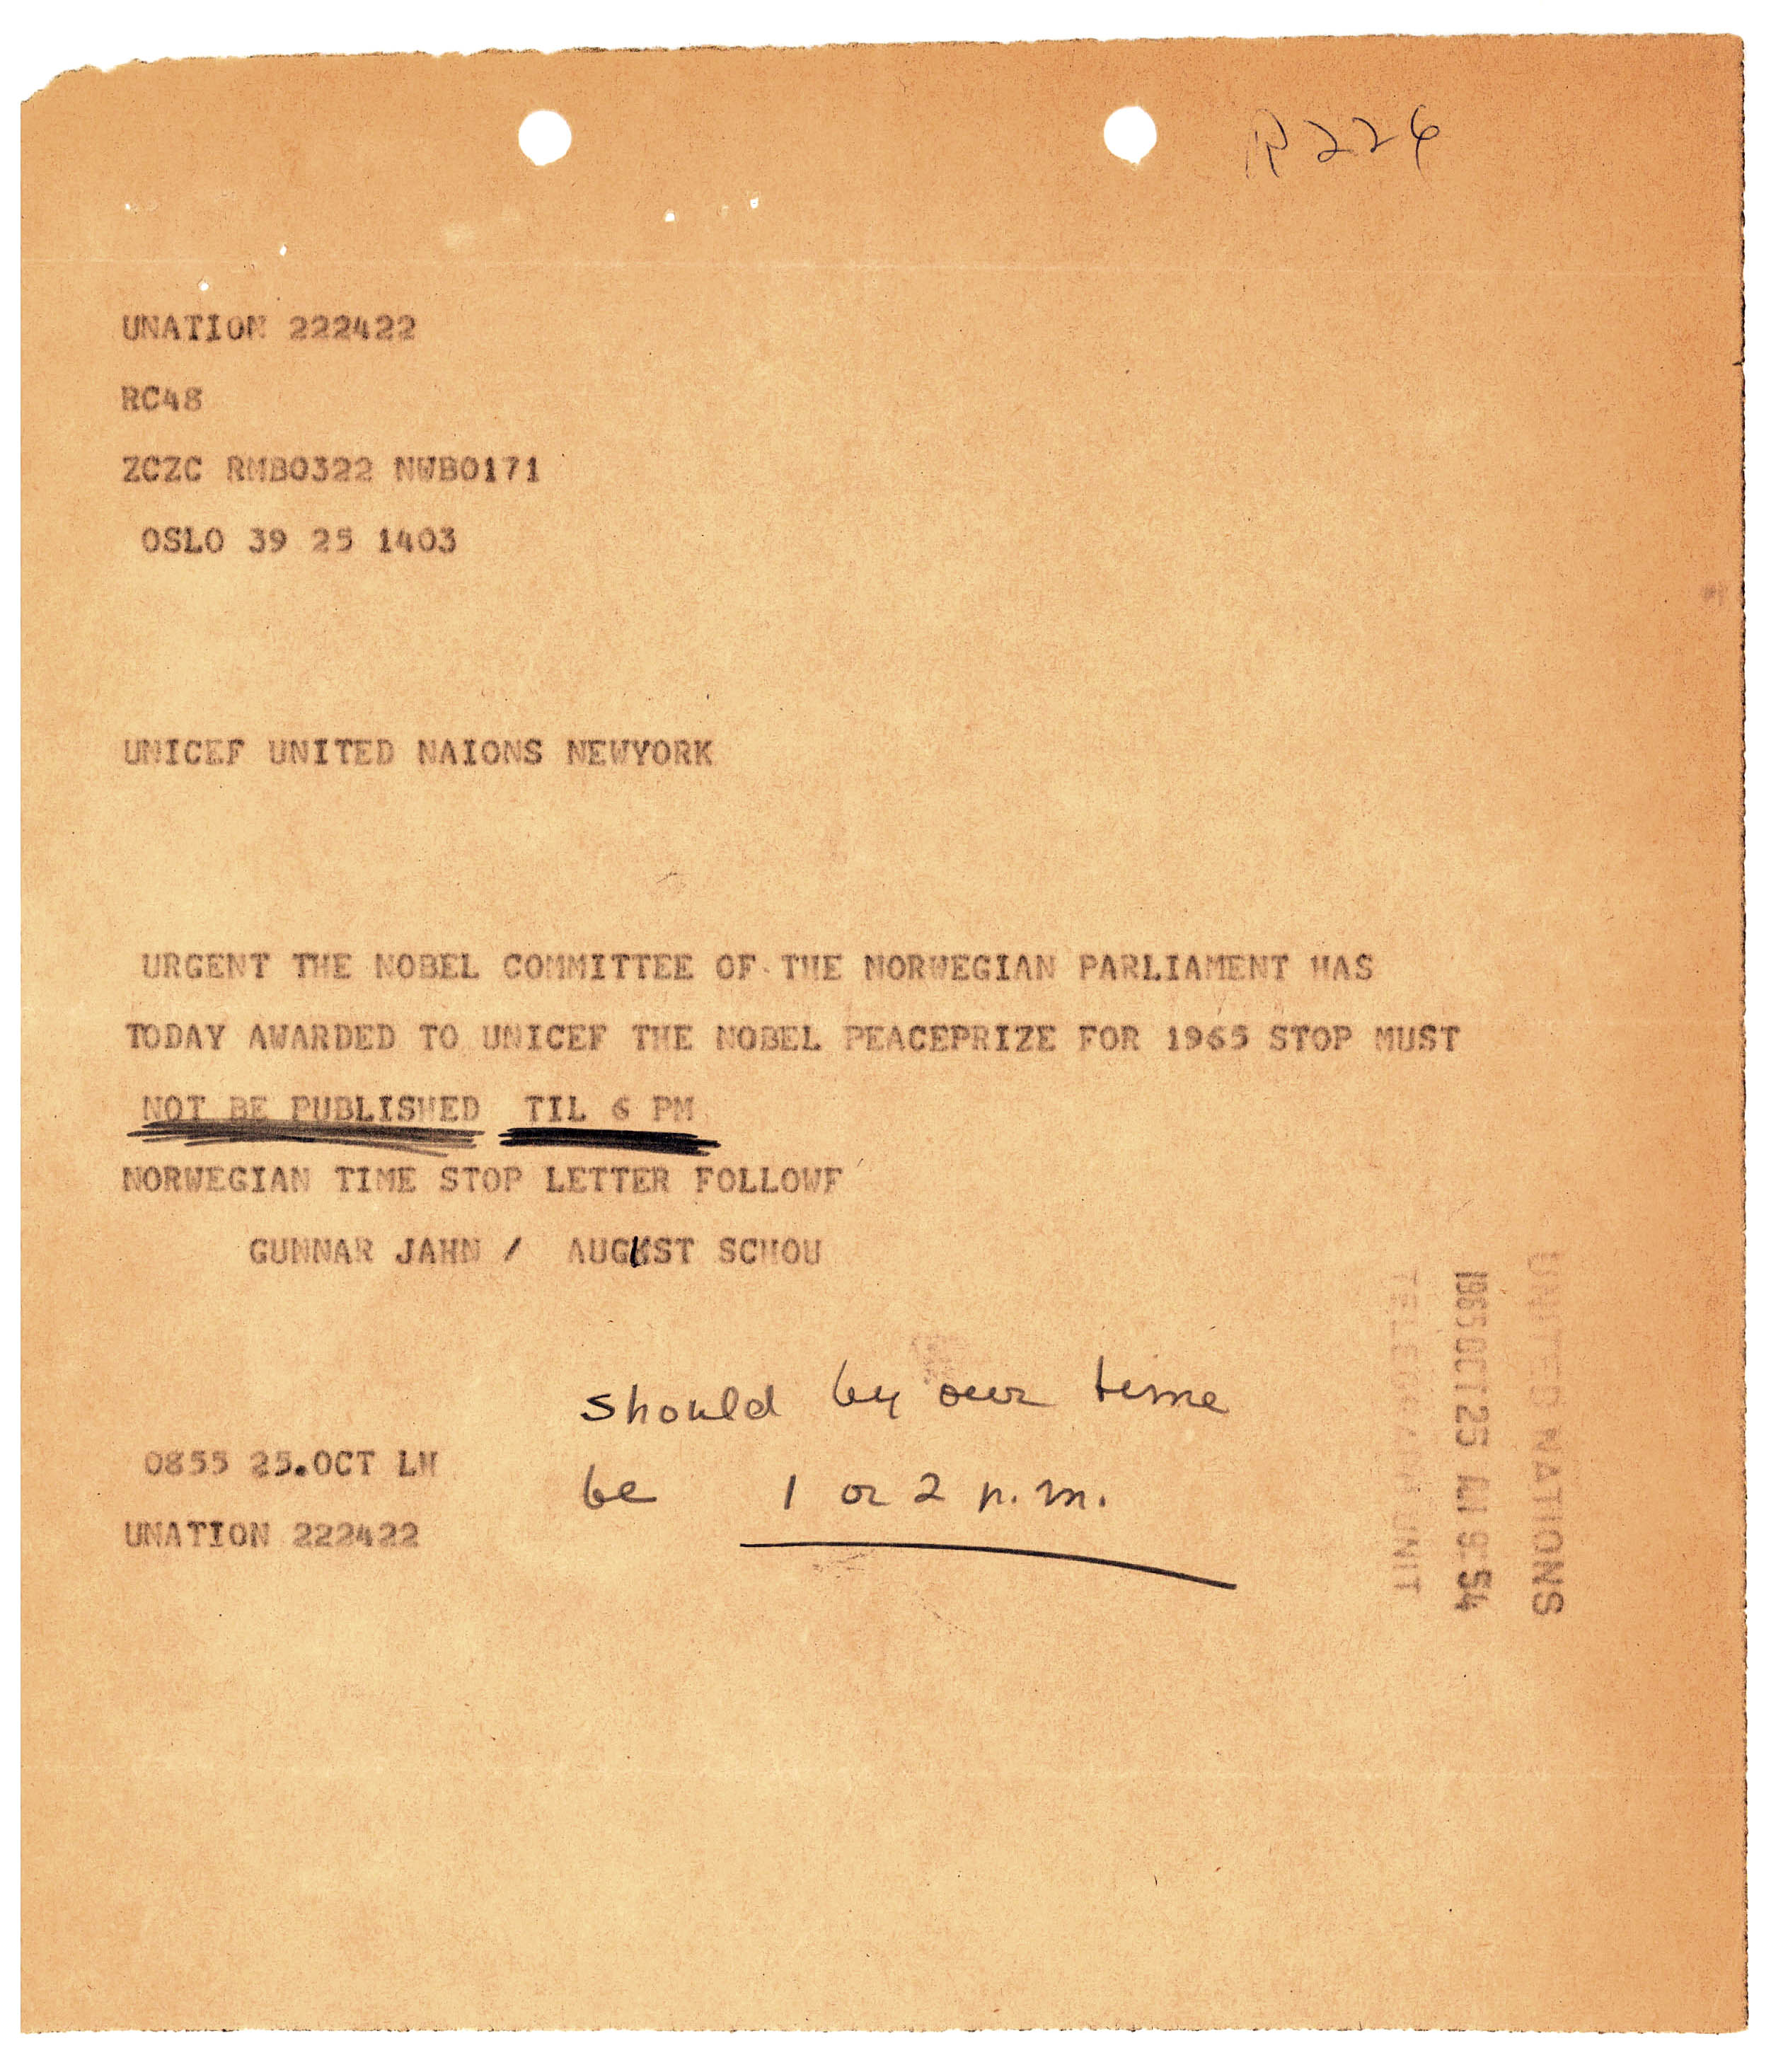 R226
UNATION 222422
RC48
ZCZC RMB0322 NWB0171
OSLO 39 25 1403
UNICEF UNITED NAIONS NEWYORK
URGENT THE NOBEL COMMITTEE OF THE NORWEGIAN PARLIAMENT HAS
TODAY AWARDED TO UNICEF THE NOBEL PEACEPRIZE FOR 1965 STOP MUST
NOT BE PUBLISHED TIL 6 PM
NORWEGIAN TIME STOP LETTER FOLLOWF
GUNNAR JAHN / AUGUST SCHOU
should by our time
be 1 or 2 p.m.
0855 25.OCT LH
UNATION 222422
UNITED NATIONS
1965 OCT 25 AM 9:54
TELEGRAPH UNIT